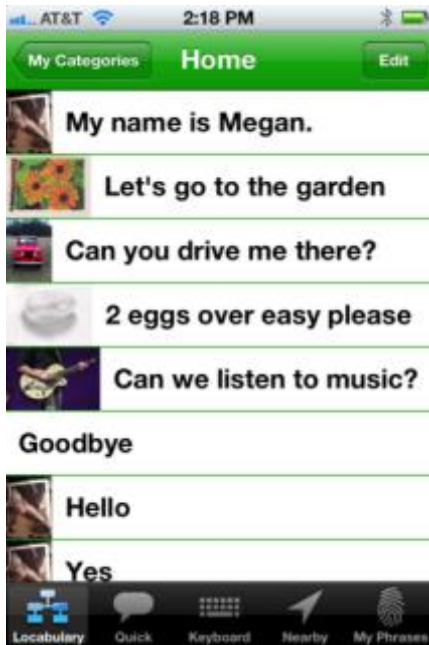 AT&T 2:18 PM
My Categories Home Edit
My name is Megan.
Let's go to the garden
Can you drive me there?
2 eggs over easy please
Can we listen to music?
Goodbye
Hello
Yes
Locabulary Quick Keyboard Nearby My Phrases